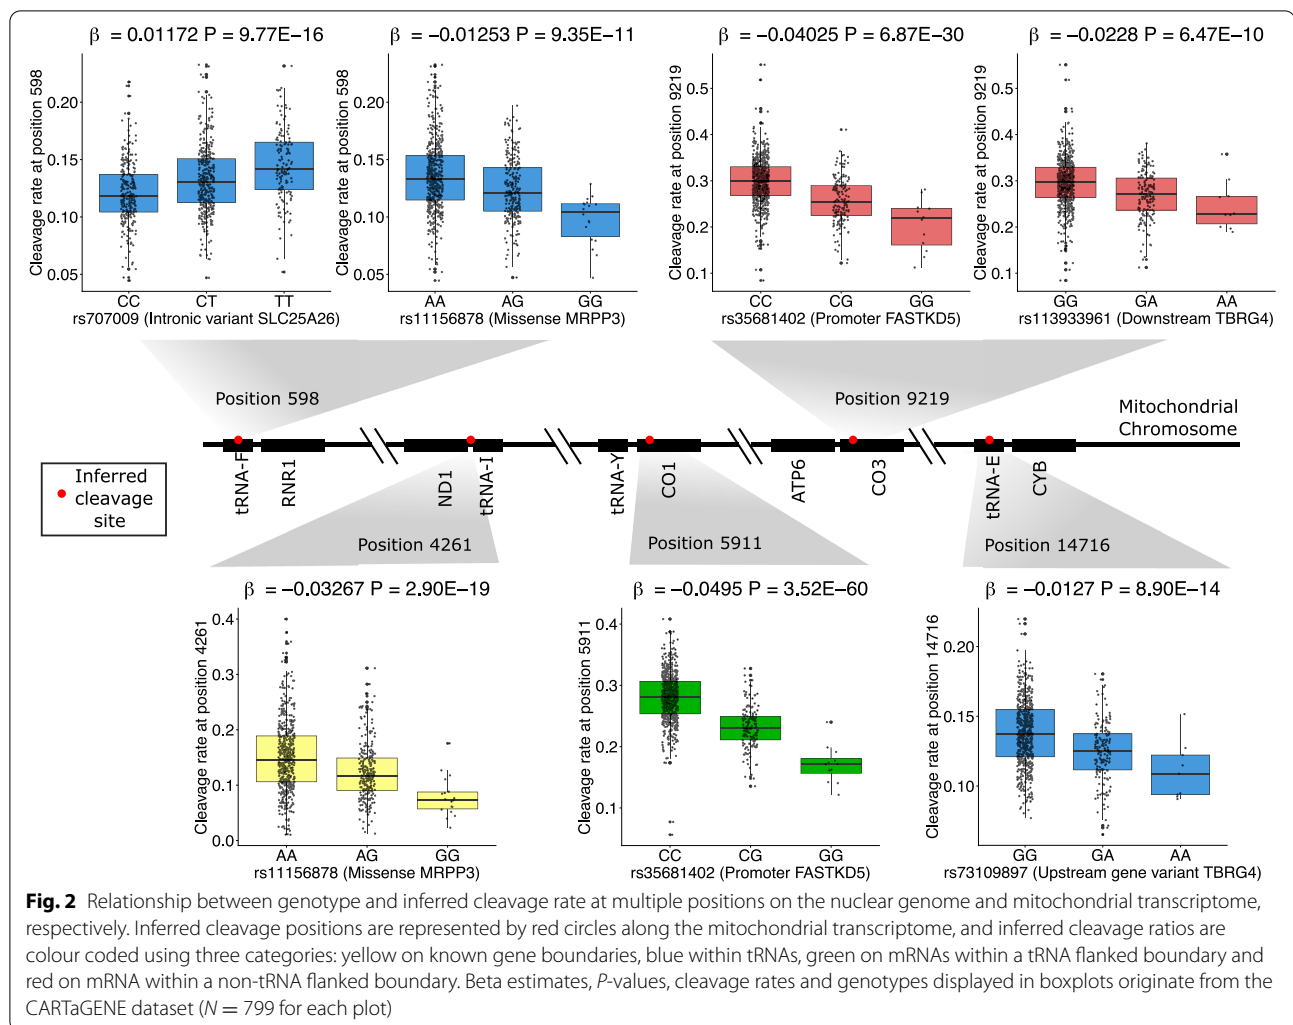 β = 0.01172 P = 9.77E−16
β = −0.01253 P = 9.35E−11
β = −0.04025 P = 6.87E−30
β = −0.0228 P = 6.47E−10
Cleavage rate at position 598
0.20
0.15
0.10
0.05
CC CT TT
rs707009 (Intronic variant SLC25A26)
Cleavage rate at position 598
0.20
0.15
0.10
0.05
AA AG GG
rs11156878 (Missense MRPP3)
Cleavage rate at position 9219
0.5
0.4
0.3
0.2
0.1
CC CG GG
rs35681402 (Promoter FASTKD5)
Cleavage rate at position 9219
0.5
0.4
0.3
0.2
0.1
GG GA AA
rs113933961 (Downstream TBRG4)
Position 598
Position 9219
Mitochondrial
Chromosome
Inferred
cleavage
site
tRNA-F
RNR1
ND1
tRNA-I
tRNA-Y
CO1
ATP6
CO3
tRNA-E
CYB
Position 4261
Position 5911
Position 14716
β = −0.03267 P = 2.90E−19
β = −0.0495 P = 3.52E−60
β = −0.0127 P = 8.90E−14
Cleavage rate at position 4261
0.4
0.3
0.2
0.1
0.0
AA AG GG
rs11156878 (Missense MRPP3)
Cleavage rate at position 5911
0.4
0.3
0.2
0.1
CC CG GG
rs35681402 (Promoter FASTKD5)
Cleavage rate at position 14716
0.20
0.15
0.10
GG GA AA
rs73109897 (Upstream gene variant TBRG4)
Fig. 2 Relationship between genotype and inferred cleavage rate at multiple positions on the nuclear genome and mitochondrial transcriptome,
respectively. Inferred cleavage positions are represented by red circles along the mitochondrial transcriptome, and inferred cleavage ratios are
colour coded using three categories: yellow on known gene boundaries, blue within tRNAs, green on mRNAs within a tRNA flanked boundary and
red on mRNA within a non-tRNA flanked boundary. Beta estimates, P-values, cleavage rates and genotypes displayed in boxplots originate from the
CARTaGENE dataset (N = 799 for each plot)